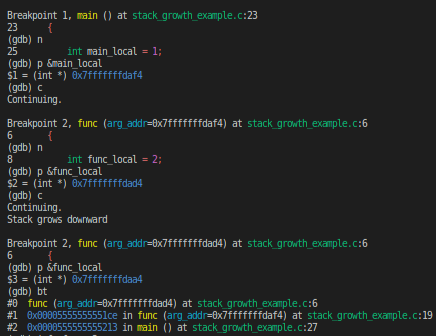 Breakpoint 1, main () at stack_growth_example.c:23
23 {
(gdb) n
25 int main_local = 1;
(gdb) p &main_local
$1 = (int *) 0x7fffffffdaf4
(gdb) c
Continuing.
Breakpoint 2, func (arg_addr=0x7fffffffdaf4) at stack_growth_example.c:6
6 {
(gdb) n
8 int func_local = 2;
(gdb) p &func_local
$2 = (int *) 0x7fffffffdad4
(gdb) c
Continuing.
Stack grows downward
Breakpoint 2, func (arg_addr=0x7fffffffdad4) at stack_growth_example.c:6
6 {
(gdb) p &func_local
$3 = (int *) 0x7fffffffdaa4
(gdb) bt
#0 func (arg_addr=0x7fffffffdad4) at stack_growth_example.c:6
#1 0x00005555555551ce in func (arg_addr=0x7fffffffdaf4) at stack_growth_example.c:19
#2 0x0000555555555213 in main () at stack_growth_example.c:27